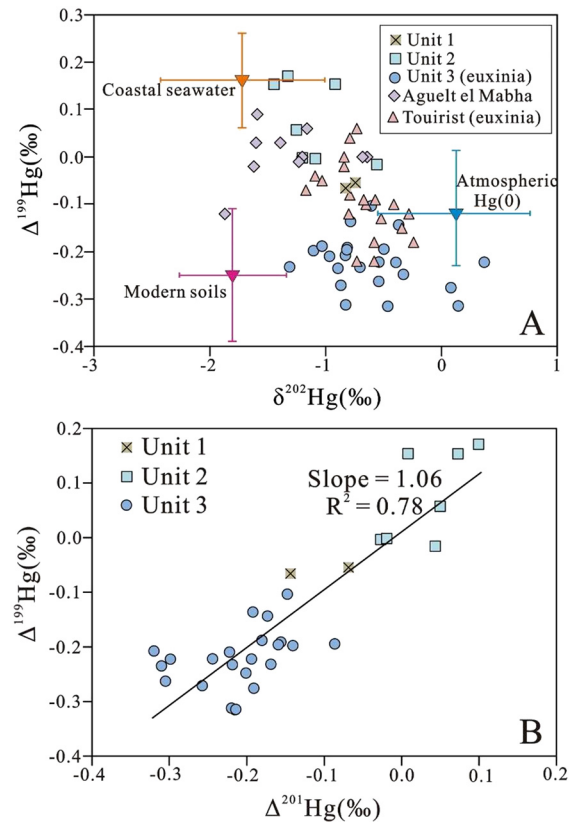 0.3
0.2
0.1
0.0
-0.1
-0.2
-0.3
-0.4
Δ¹⁹⁹Hg(‰)
Unit 1
Unit 2
Unit 3 (euxinia)
Aguelt el Mabha
Tourist (euxinia)
Coastal seawater
Atmospheric
Hg(0)
Modern soils
A
-3
-2
-1
0
1
δ²⁰²Hg(‰)
0.2
0.1
0.0
-0.1
-0.2
-0.3
-0.4
Δ¹⁹⁹Hg(‰)
Unit 1
Unit 2
Unit 3
Slope = 1.06
R² = 0.78
B
-0.4
-0.3
-0.2
-0.1
0.0
0.1
0.2
Δ²⁰¹Hg(‰)